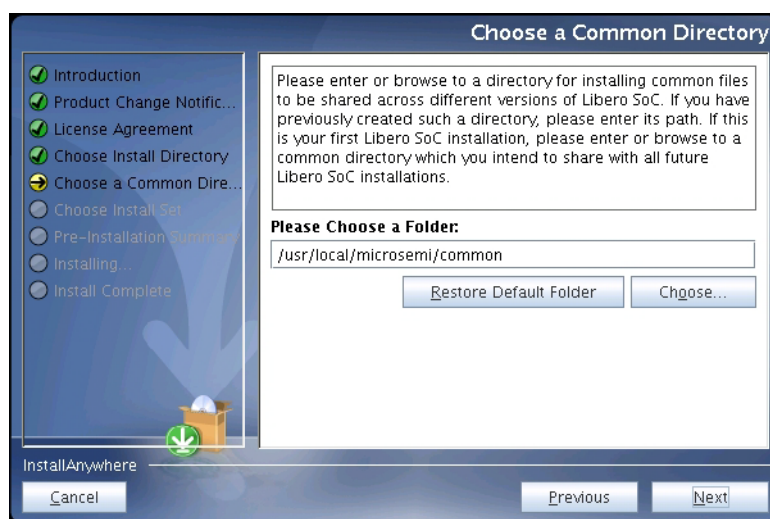 Choose a Common Directory
Introduction
Product Change Notific...
License Agreement
Choose Install Directory
Choose a Common Dire...
Choose Install Set
Pre-Installation Summary
Installing...
Install Complete
Please enter or browse to a directory for installing common files
to be shared across different versions of Libero SoC. If you have
previously created such a directory, please enter its path. If this
is your first Libero SoC installation, please enter or browse to a
common directory which you intend to share with all future
Libero SoC installations.
Please Choose a Folder:
/usr/local/microsemi/common
Restore Default Folder
Choose...
InstallAnywhere
Cancel
Previous
Next